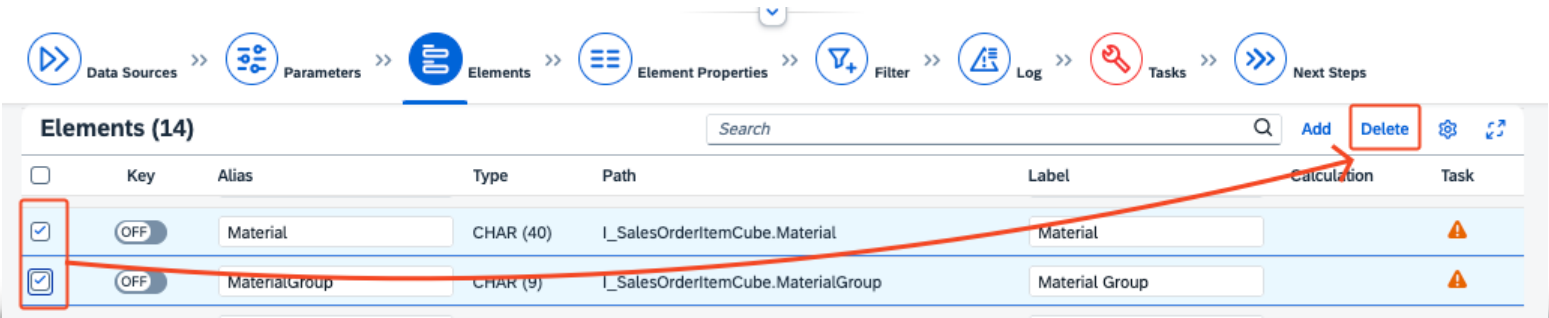 Data Sources Parameters Elements Element Properties Filter Log Tasks Next Steps
Elements (14) Search Add Delete
Key Alias Type Path Label Calculation Task
OFF Material CHAR (40) I_SalesOrderItemCube.Material Material
OFF MaterialGroup CHAR (9) I_SalesOrderItemCube.MaterialGroup Material Group